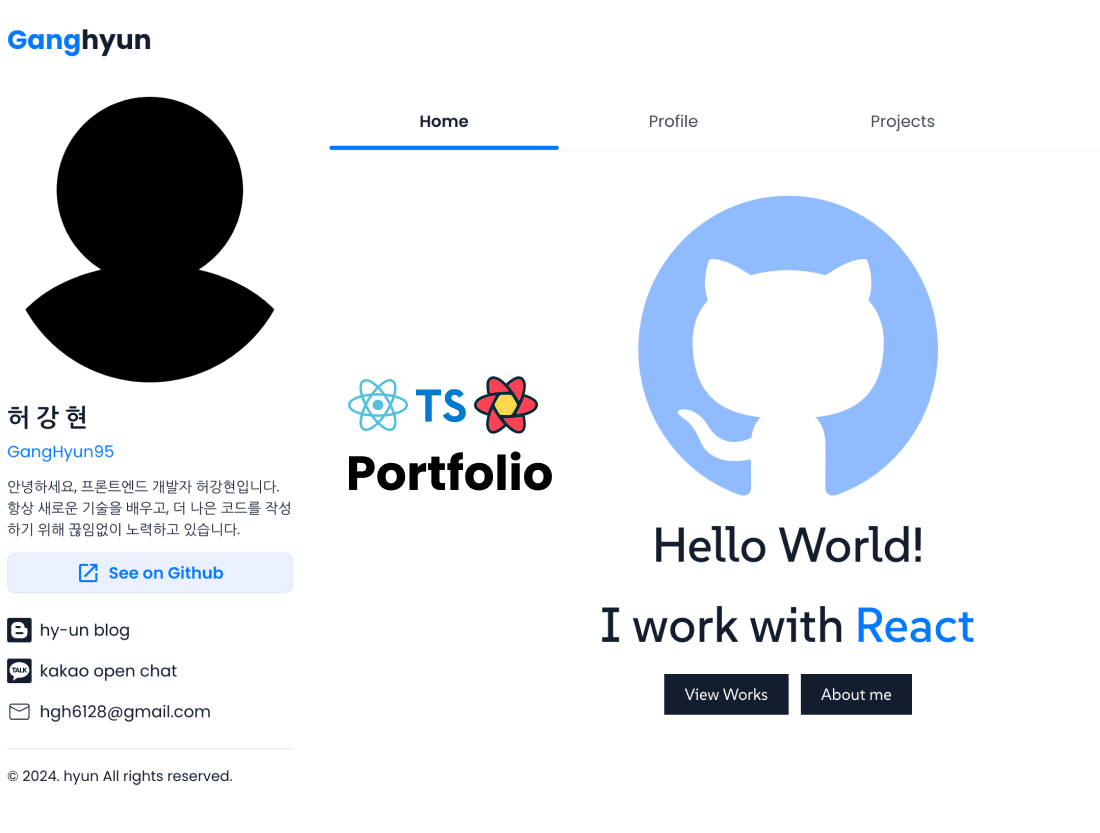 Ganghyun
허 강 현
GangHyun95
안녕하세요, 프론트엔드 개발자 허강현입니다.
항상 새로운 기술을 배우고, 더 나은 코드를 작성
하기 위해 끊임없이 노력하고 있습니다.
See on Github
hy-un blog
TALK
kakao open chat
hgh6128@gmail.com
© 2024. hyun All rights reserved.
Home
Profile
Projects
TS
Portfolio
Hello World!
I work with React
View Works
About me